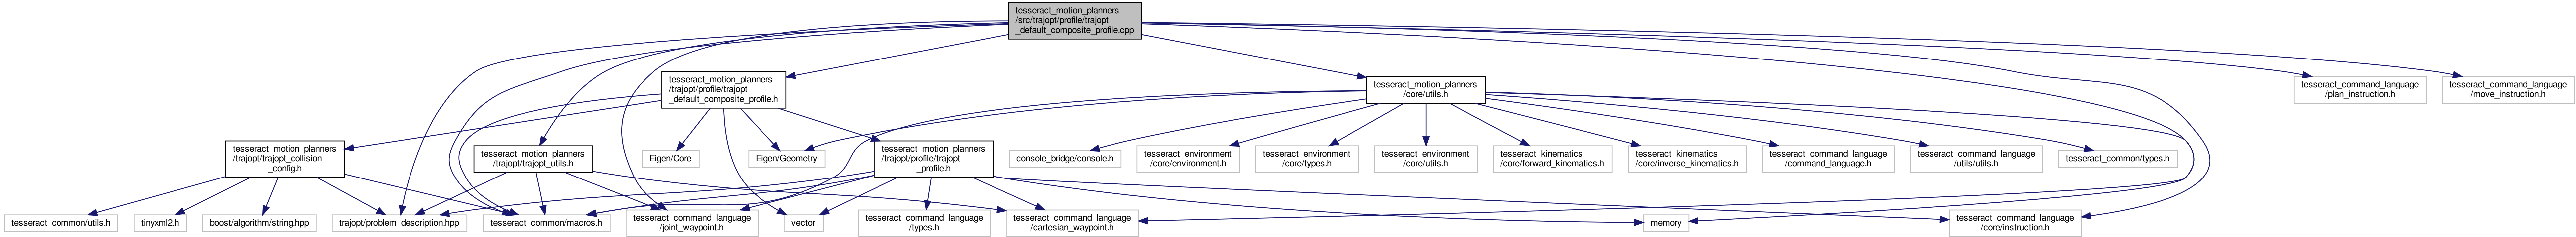 tesseract_motion_planners
/src/trajopt/profile/trajopt
_default_composite_profile.cpp
tesseract_motion_planners
/trajopt/profile/trajopt
_default_composite_profile.h
tesseract_motion_planners
/core/utils.h
tesseract_command_language
/plan_instruction.h
tesseract_command_language
/move_instruction.h
tesseract_motion_planners
/trajopt/trajopt_collision
_config.h
tesseract_motion_planners
/trajopt/trajopt_utils.h
Eigen/Core
Eigen/Geometry
tesseract_motion_planners
/trajopt/profile/trajopt
_profile.h
console_bridge/console.h
tesseract_environment
/core/environment.h
tesseract_environment
/core/types.h
tesseract_environment
/core/utils.h
tesseract_kinematics
/core/forward_kinematics.h
tesseract_kinematics
/core/inverse_kinematics.h
tesseract_command_language
/command_language.h
tesseract_command_language
/utils/utils.h
tesseract_common/types.h
tesseract_common/utils.h
tinyxml2.h
boost/algorithm/string.hpp
trajopt/problem_description.hpp
tesseract_common/macros.h
tesseract_command_language
/joint_waypoint.h
vector
tesseract_command_language
/types.h
tesseract_command_language
/cartesian_waypoint.h
memory
tesseract_command_language
/core/instruction.h